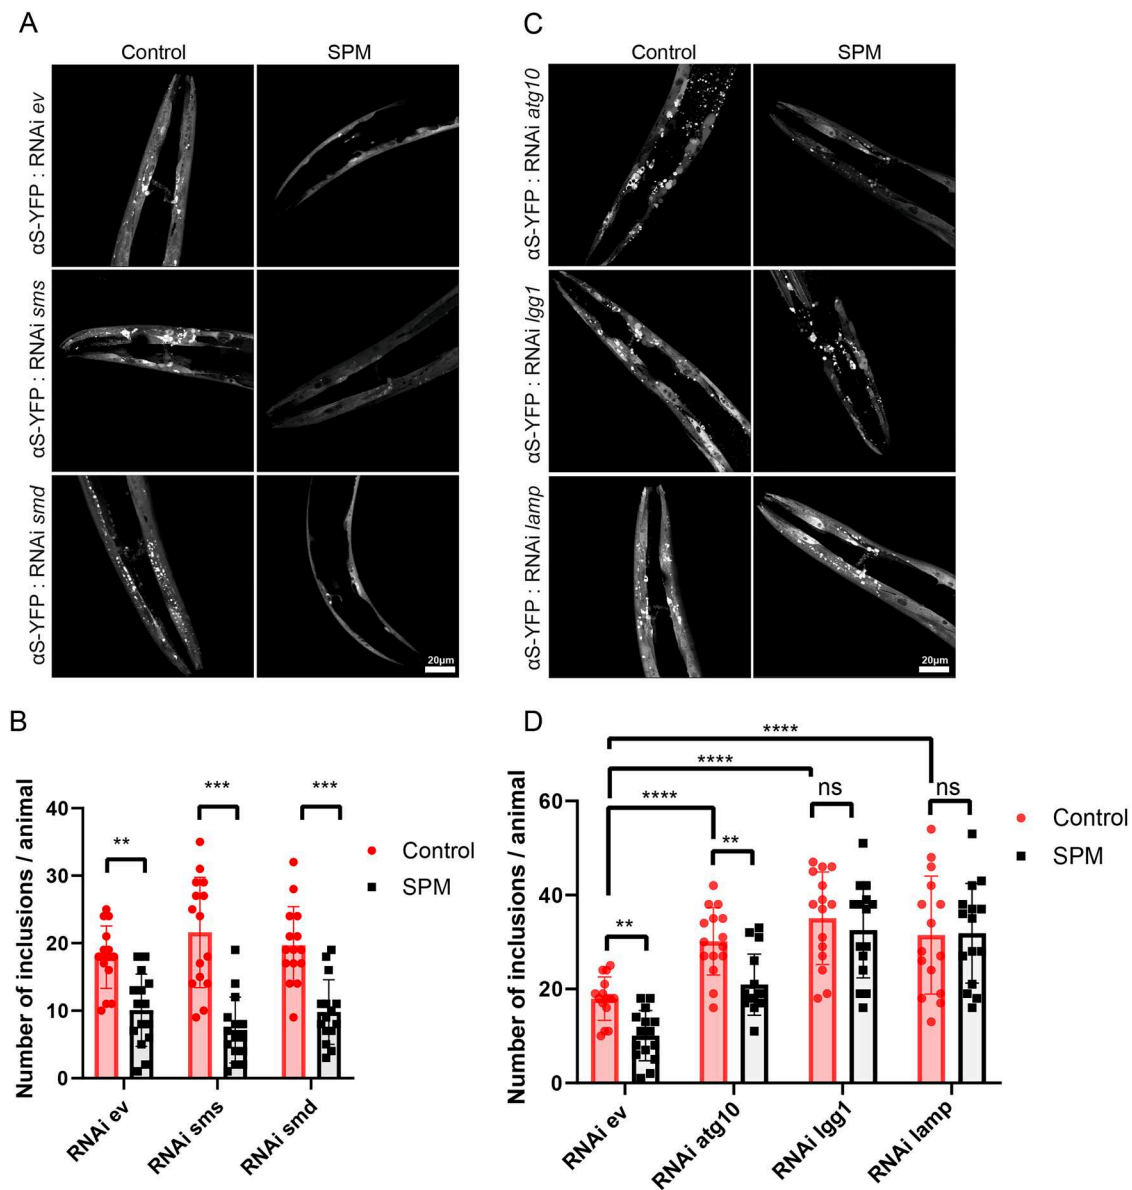 A
Control SPM
αS-YFP : RNAi ev
αS-YFP : RNAi sms
αS-YFP : RNAi smd
20µm
C
Control SPM
αS-YFP : RNAi atg10
αS-YFP : RNAi lgg1
αS-YFP : RNAi lamp
20µm
B
Number of inclusions / animal
40
30
20
10
0
** *** ***
Control
SPM
RNAi ev
RNAi sms
RNAi smd
D
Number of inclusions / animal
60
40
20
0
****
****
****
** ** ns ns
Control
SPM
RNAi ev
RNAi atg10
RNAi lgg1
RNAi lamp